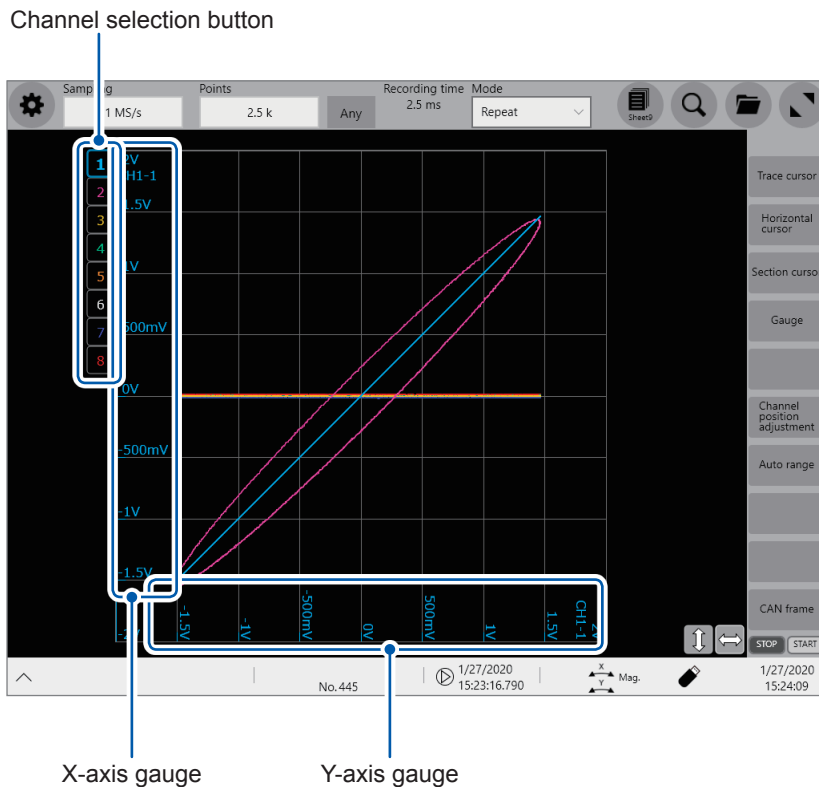 Channel selection button
Sampling
Points
Recording time
Mode
1 MS/s
2.5 k
Any
2.5 ms
Repeat
Sheet9
1
2
3
4
5
6
7
8
2V
CH1-1
1.5V
1V
500mV
0V
-500mV
-1V
-1.5V
-2V
-1.5V
-1V
-500mV
0V
500mV
1V
1.5V
CH1-1
2V
Trace cursor
Horizontal
cursor
Section curso
Gauge
Channel
position
adjustment
Auto range
CAN frame
STOP
START
No. 445
1/27/2020
15:23:16.790
X
Y
Mag.
1/27/2020
15:24:09
X-axis gauge
Y-axis gauge